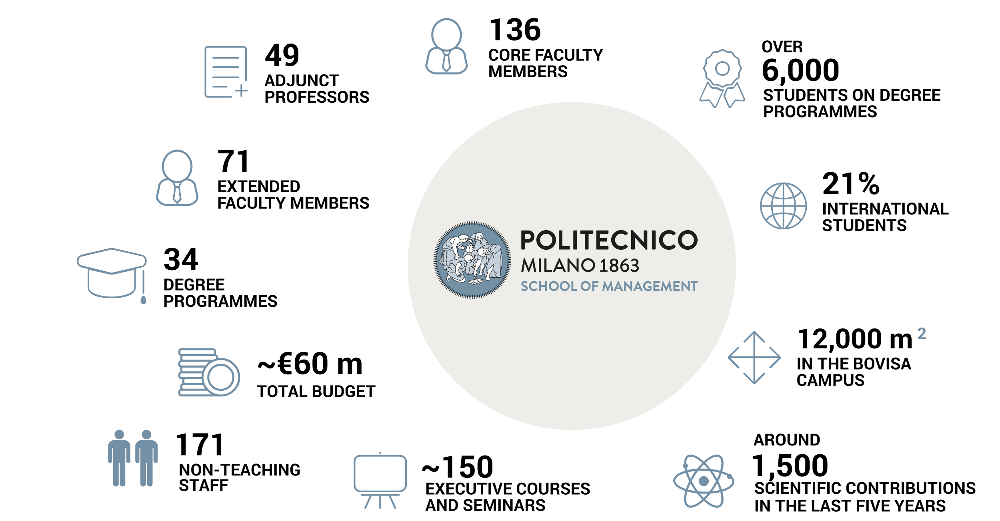 136
CORE FACULTY
MEMBERS
49
ADJUNCT
PROFESSORS
OVER
6,000
STUDENTS ON DEGREE
PROGRAMMES
71
EXTENDED
FACULTY MEMBERS
21%
INTERNATIONAL
STUDENTS
POLITECNICO
MILANO 1863
SCHOOL OF MANAGEMENT
34
DEGREE
PROGRAMMES
12,000 m²
IN THE BOVISA
CAMPUS
~€60 m
TOTAL BUDGET
171
NON-TEACHING
STAFF
~150
EXECUTIVE COURSES
AND SEMINARS
AROUND
1,500
SCIENTIFIC CONTRIBUTIONS
IN THE LAST FIVE YEARS